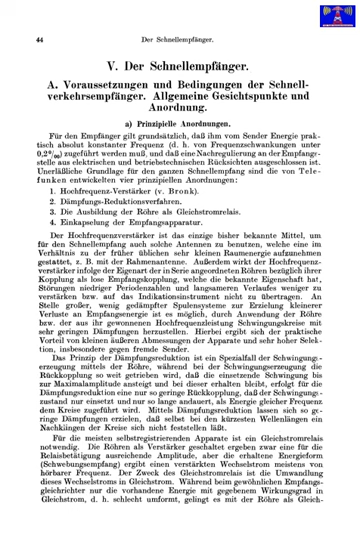 44
Der Schnellempfänger.
V. Der Schnellempfänger.
A. Voraussetzungen und Bedingungen der Schnell-
verkehrsempfänger. Allgemeine Gesichtspunkte und
Anordnung.
a) Prinzipielle Anordnungen.
Für den Empfänger gilt grundsätzlich, daß ihm vom Sender Energie prak-
tisch absolut konstanter Frequenz (d. h. von Frequenzschwankungen unter
0,2⁰/₀₀) zugeführt werden muß, und daß eine Nachregulierung an der Empfangs-
stelle aus elektrischen und betriebstechnischen Rücksichten ausgeschlossen ist.
Unerläßliche Grundlage für den ganzen Schnellempfang sind die von Tele-
funken entwickelten vier prinzipiellen Anordnungen:
1. Hochfrequenz-Verstärker (v. Bronk).
2. Dämpfungs-Reduktionsverfahren.
3. Die Ausbildung der Röhre als Gleichstromrelais.
4. Einkapselung der Empfangsapparatur.
Der Hochfrequenzverstärker ist das einzige bisher bekannte Mittel, um
für den Schnellempfang auch solche Antennen zu benutzen, welche eine im
Verhältnis zu der früher üblichen sehr kleinen Raumenergie aufzunehmen
gestattet, z. B. mit der Rahmenantenne. Außerdem wirkt der Hochfrequenz-
verstärker infolge der Eigenart der in Serie angeordneten Röhren bezüglich ihrer
Kopplung als lose Empfangskopplung, welche die bekannte Eigenschaft hat,
Störungen niedriger Periodenzahlen und langsameren Verlaufes weniger zu
verstärken bzw. auf das Indikationsinstrument nicht zu übertragen. An
Stelle großer, wenig gedämpfter Spulensysteme zur Erzielung kleinerer
Verluste an Empfangsenergie ist es möglich, durch Anwendung der Röhre
bzw. der aus ihr gewonnenen Hochfrequenzleistung Schwingungskreise mit
sehr geringen Dämpfungen herzustellen. Hierbei ergibt sich der praktische
Vorteil von kleinen äußeren Abmessungen der Apparate und sehr hoher Selek-
tion, insbesondere gegen fremde Sender.
Das Prinzip der Dämpfungsreduktion ist ein Spezialfall der Schwingungs-
erzeugung mittels der Röhre, während bei der Schwingungserzeugung die
Rückkopplung so weit getrieben wird, daß die einsetzende Schwingung bis
zur Maximalamplitude ansteigt und bei dieser erhalten bleibt, erfolgt für die
Dämpfungsreduktion eine nur so geringe Rückkopplung, daß der Schwingungs-
zustand nur einsetzt und nur so lange andauert, als Energie gleicher Frequenz
dem Kreise zugeführt wird. Mittels Dämpfungsreduktion lassen sich so ge-
ringe Dämpfungen erzielen, daß selbst bei den kürzesten Wellenlängen ein
Nachklingen der Kreise sich nicht feststellen läßt.
Für die meisten selbstregistrierenden Apparate ist ein Gleichstromrelais
notwendig. Die Röhren als Verstärker geschaltet ergeben zwar eine für die
Relaisbetätigung ausreichende Amplitude, aber die erhaltene Energieform
(Schwebungsempfang) ergibt einen verstärkten Wechselstrom meistens von
hörbarer Frequenz. Der Zweck des Gleichstromrelais ist die Umwandlung
dieses Wechselstroms in Gleichstrom. Während beim gewöhnlichen Empfangs-
gleichrichter nur die vorhandene Energie mit gegebenem Wirkungsgrad in
Gleichstrom, d. h. schlecht umformt, gelingt es mit der Röhre als Gleich-